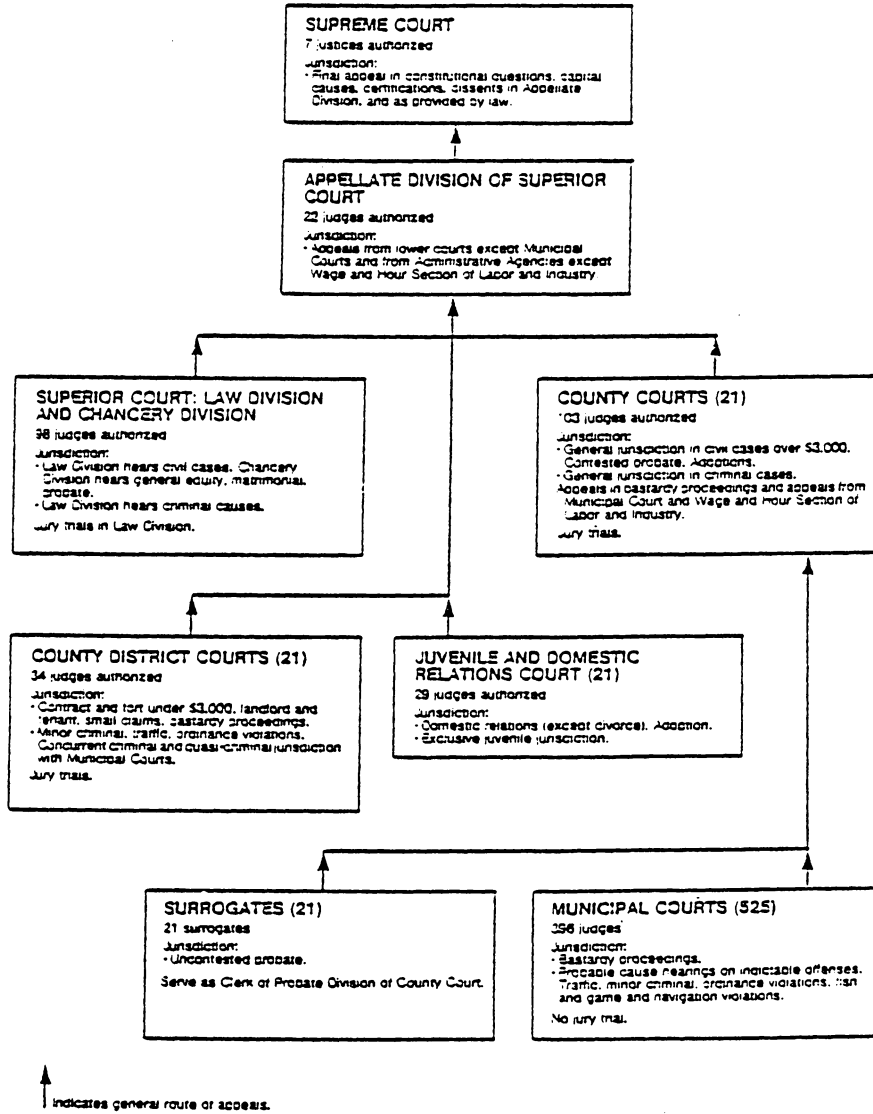 SUPREME COURT
7 justices authorized
Jurisdiction:
• Final appeal in constitutional questions, capital
causes, certifications, dissents in Appellate
Division, and as provided by law.
APPELLATE DIVISION OF SUPERIOR
COURT
22 judges authorized
Jurisdiction:
• Appeals from lower courts except Municipal
Courts and from Administrative Agencies except
Wage and Hour Section of Labor and Industry.
SUPERIOR COURT: LAW DIVISION
AND CHANCERY DIVISION
judges authorized
Jurisdiction:
• Law Division hears civil cases. Chancery
Division hears general equity, matrimonial,
probate.
• Law Division hears criminal causes.
Jury trials in Law Division.
COUNTY COURTS (21)
103 judges authorized
Jurisdiction:
• General jurisdiction in civil cases over $3,000.
Contested probate. Adoptions.
• General jurisdiction in criminal cases.
Appeals in bastardy proceedings and appeals from
Municipal Court and Wage and Hour Section of
Labor and Industry.
Jury trials.
COUNTY DISTRICT COURTS (21)
34 judges authorized
Jurisdiction:
• Contract and tort under $3,000, landlord and
tenant, small claims, bastardy proceedings.
• Minor criminal, traffic, ordinance violations.
Concurrent criminal and quasi-criminal jurisdiction
with Municipal Courts.
Jury trials.
JUVENILE AND DOMESTIC
RELATIONS COURT (21)
29 judges authorized
Jurisdiction:
• Domestic relations (except divorce). Adoption.
• Exclusive juvenile jurisdiction.
SURROGATES (21)
21 surrogates
Jurisdiction:
• Uncontested probate.
Serve as Clerk of Probate Division of County Court.
MUNICIPAL COURTS (525)
judges
Jurisdiction:
• Bastardy proceedings.
• Probable cause hearings on indictable offenses.
Traffic, minor criminal, ordinance violations, fish
and game and navigation violations.
No jury trial.
Indicates general route of appeals.